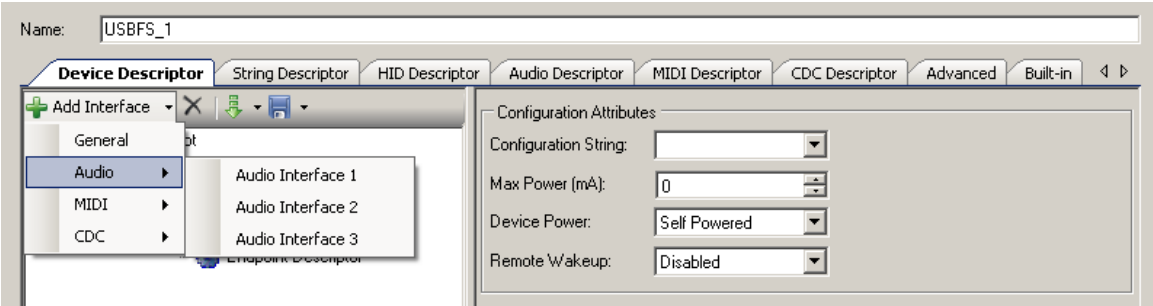 Name: USBFS_1
Device Descriptor String Descriptor HID Descriptor Audio Descriptor MIDI Descriptor CDC Descriptor Advanced Built-in
Add Interface
General
Audio
MIDI
CDC
Audio Interface 1
Audio Interface 2
Audio Interface 3
Endpoint Descriptor
Configuration Attributes
Configuration String:
Max Power (mA): 0
Device Power: Self Powered
Remote Wakeup: Disabled